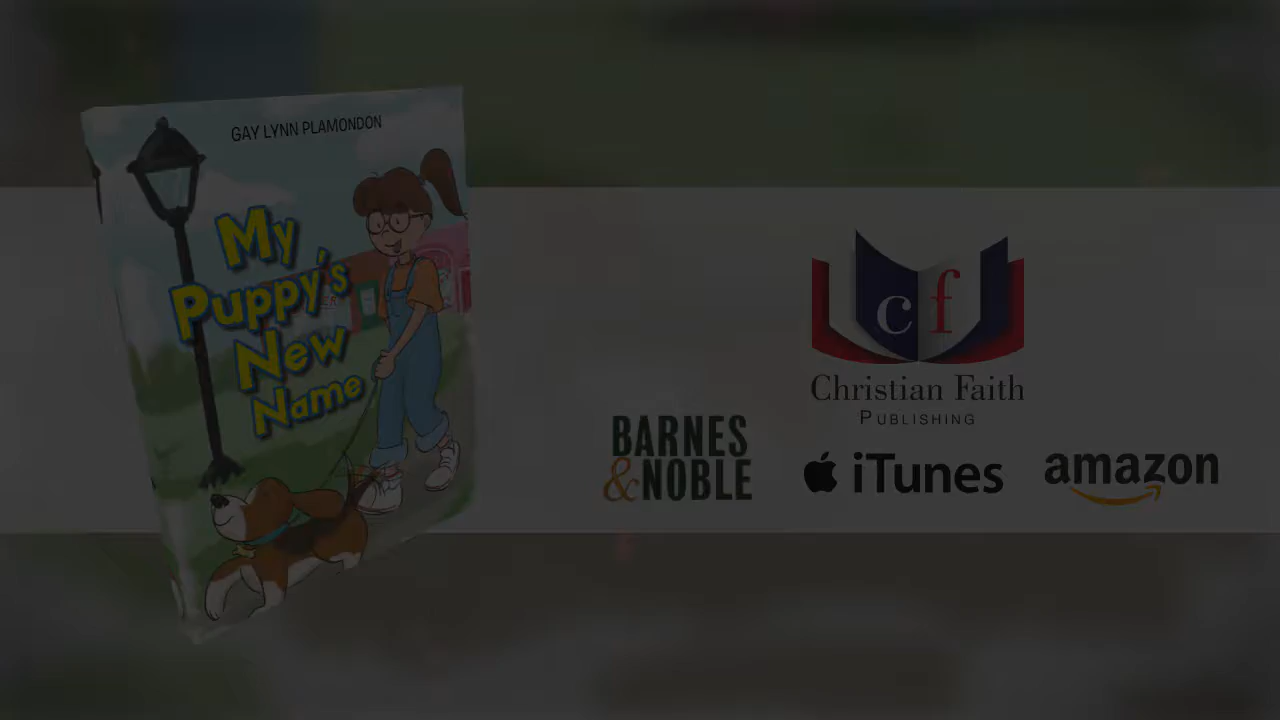 GAY LYNN PLAMONDON
My
Puppy's
New
Name
cf
Christian Faith
PUBLISHING
BARNES
&NOBLE
iTunes
amazon